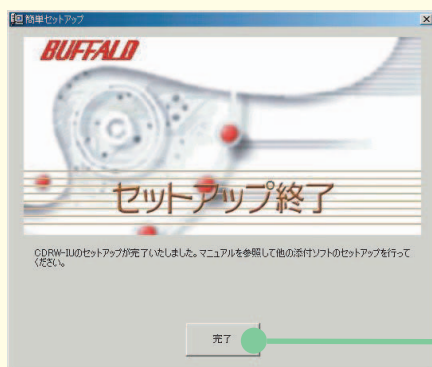 簡単セットアップ
BUFFALO
セットアップ終了
CDRW-IUのセットアップが完了いたしました。マニュアルを参照して他の添付ソフトのセットアップを行って
ください。
完了